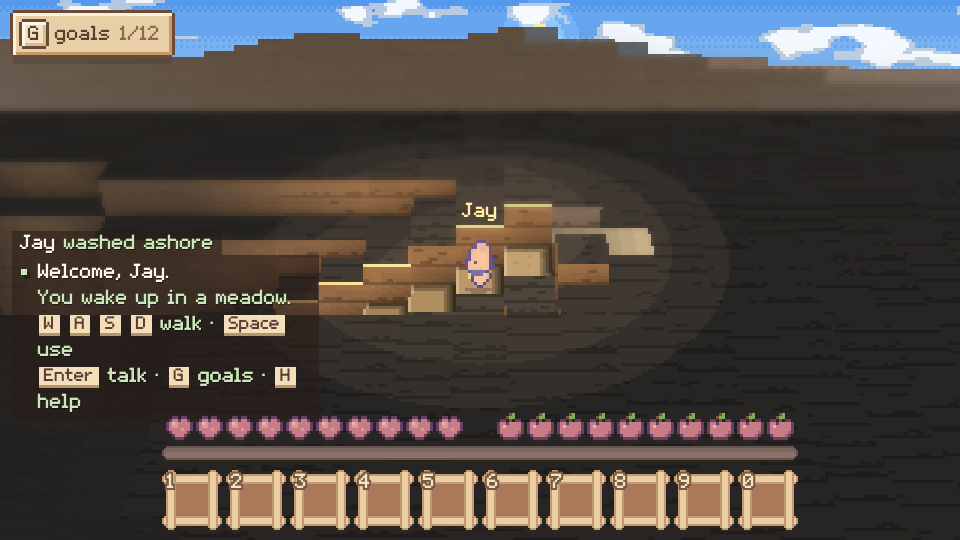 G goals 1/12
Jay
Jay washed ashore
▪ Welcome, Jay.
You wake up in a meadow.
W A S D walk · Space
use
Enter talk · G goals · H
help
1 2 3 4 5 6 7 8 9 0